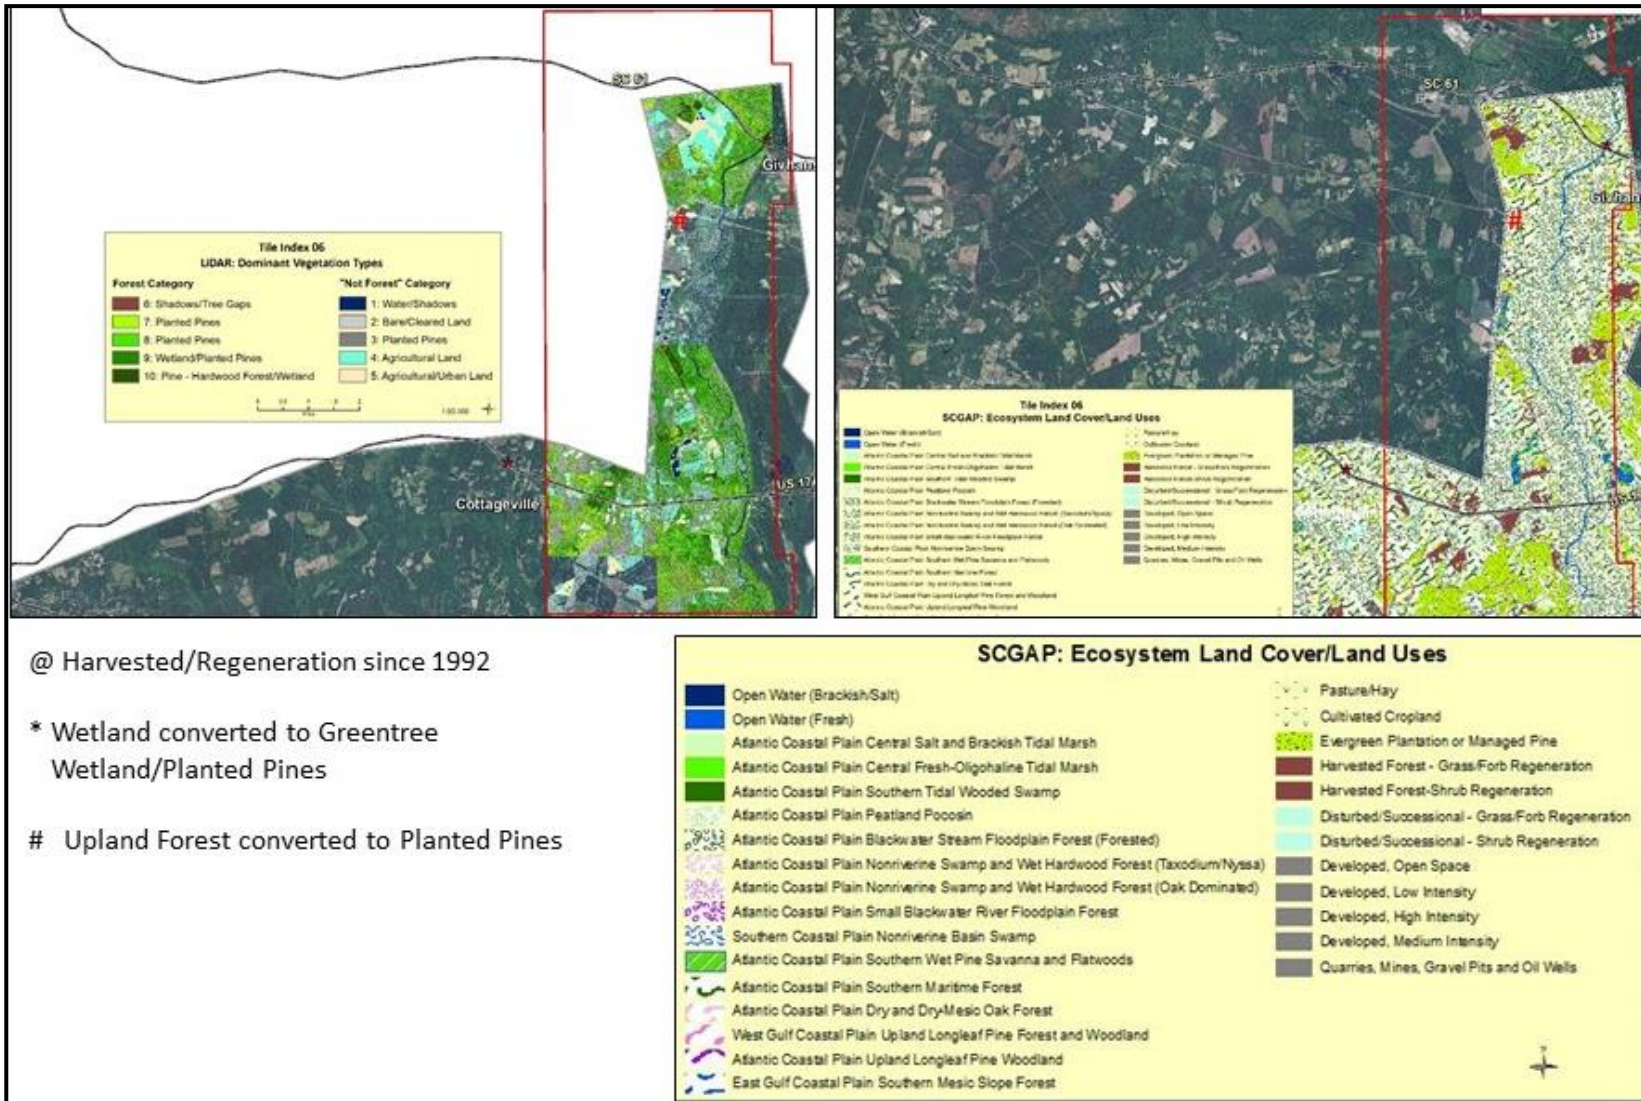 SC 61
Givhans
Tile Index 06
LiDAR: Dominant Vegetation Types
Forest Category
6: Shadows/Tree Gaps
7: Planted Pines
8: Planted Pines
9: Wetland/Planted Pines
10: Pine - Hardwood Forest/Wetland
"Not Forest" Category
1: Water/Shadows
2: Bare/Cleared Land
3: Planted Pines
4: Agricultural Land
5: Agricultural/Urban Land
#
*
Cottageville
US 17
SC 61
Givhan
#
*
Tile Index 06
SCGAP: Ecosystem Land Cover/Land Uses
@ Harvested/Regeneration since 1992
* Wetland converted to Greentree
Wetland/Planted Pines
# Upland Forest converted to Planted Pines
SCGAP: Ecosystem Land Cover/Land Uses
Open Water (Brackish/Salt)
Open Water (Fresh)
Atlantic Coastal Plain Central Salt and Brackish Tidal Marsh
Atlantic Coastal Plain Central Fresh-Oligohaline Tidal Marsh
Atlantic Coastal Plain Southern Tidal Wooded Swamp
Atlantic Coastal Plain Peatland Pocosin
Atlantic Coastal Plain Blackwater Stream Floodplain Forest (Forested)
Atlantic Coastal Plain Nonriverine Swamp and Wet Hardwood Forest (Taxodium/Nyssa)
Atlantic Coastal Plain Nonriverine Swamp and Wet Hardwood Forest (Oak Dominated)
Atlantic Coastal Plain Small Blackwater River Floodplain Forest
Southern Coastal Plain Nonriverine Basin Swamp
Atlantic Coastal Plain Southern Wet Pine Savanna and Flatwoods
Atlantic Coastal Plain Southern Maritime Forest
Atlantic Coastal Plain Dry and Dry-Mesic Oak Forest
West Gulf Coastal Plain Upland Longleaf Pine Forest and Woodland
Atlantic Coastal Plain Upland Longleaf Pine Woodland
East Gulf Coastal Plain Southern Mesic Slope Forest
Pasture/Hay
Cultivated Cropland
Evergreen Plantation or Managed Pine
Harvested Forest - Grass/Forb Regeneration
Harvested Forest-Shrub Regeneration
Disturbed/Successional - Grass/Forb Regeneration
Disturbed/Successional - Shrub Regeneration
Developed, Open Space
Developed, Low Intensity
Developed, High Intensity
Developed, Medium Intensity
Quarries, Mines, Gravel Pits and Oil Wells